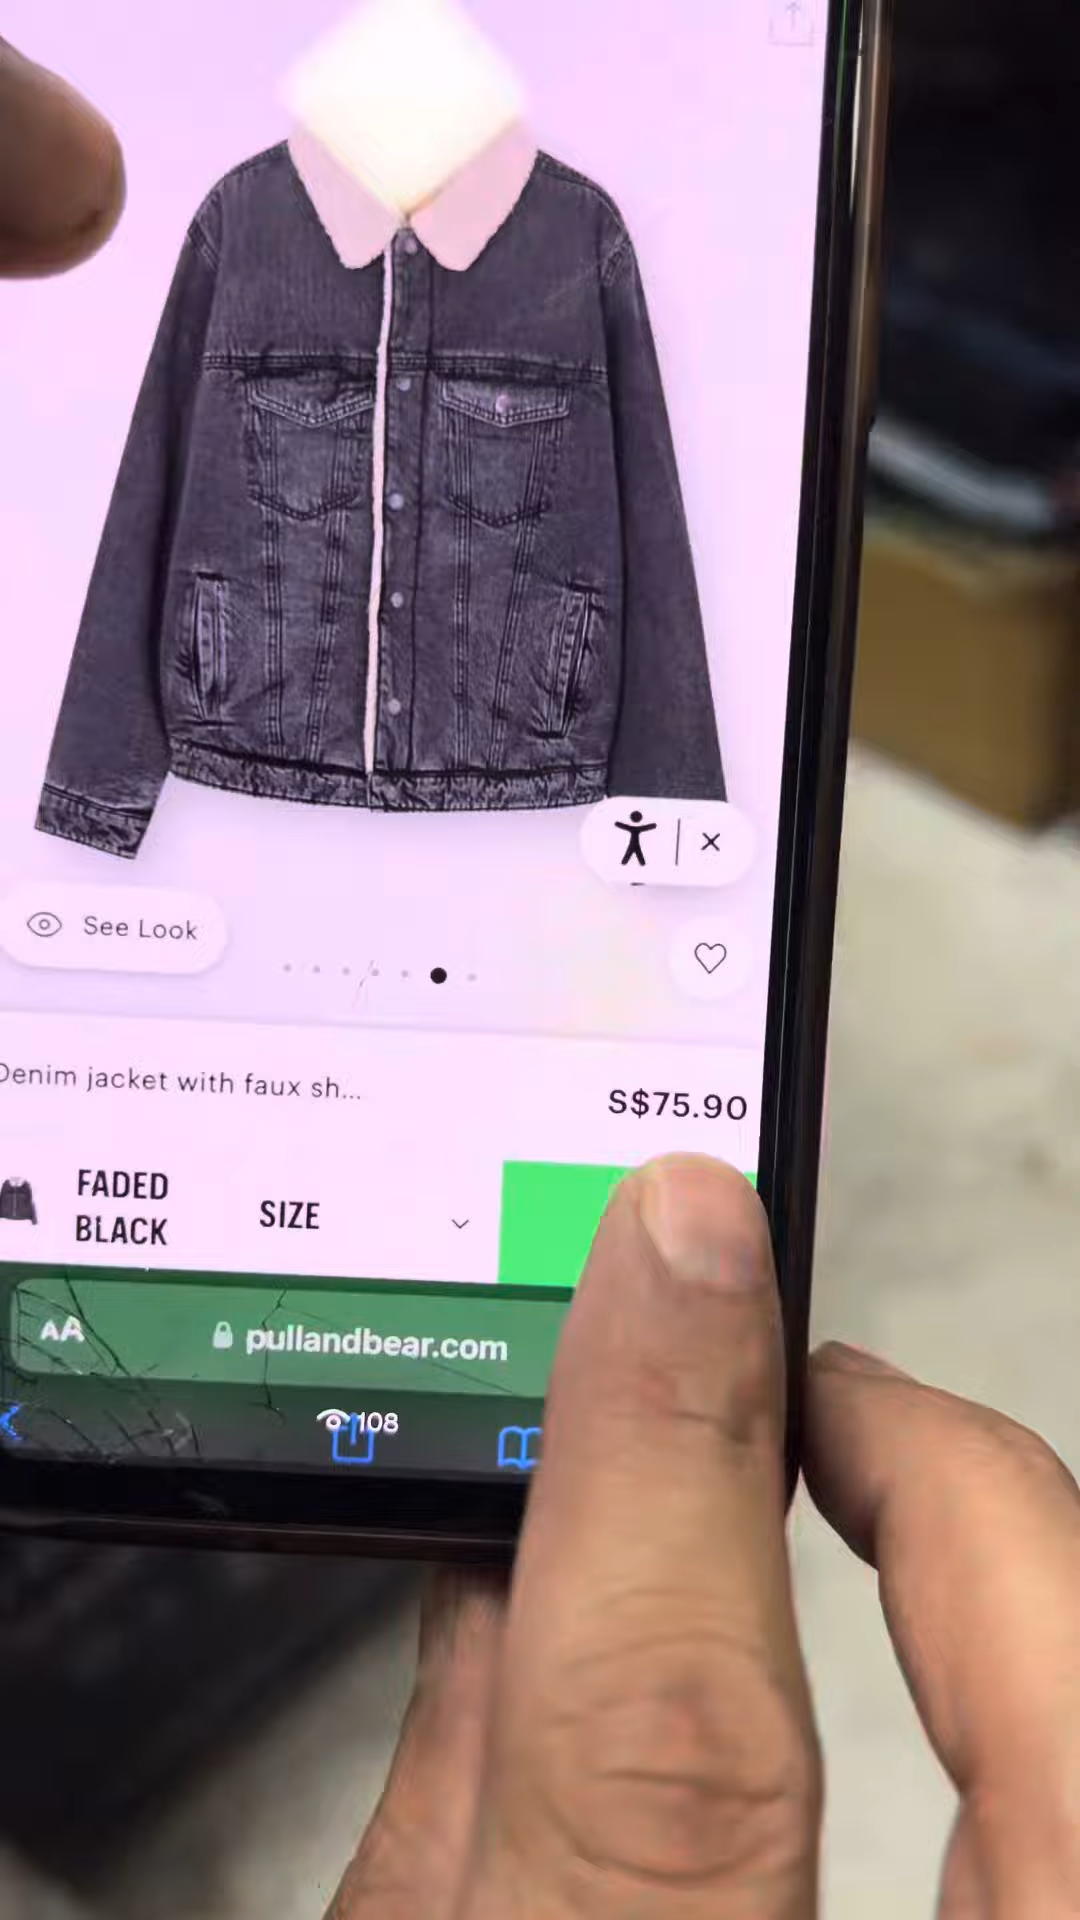 See Look
Denim jacket with faux sh...
S$75.90
FADED
BLACK
SIZE
AA
pullandbear.com
108